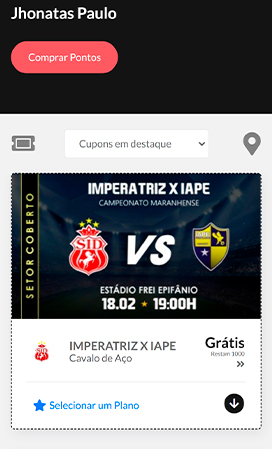 Jhonatas Paulo
Comprar Pontos
Cupons em destaque
SETOR COBERTO
IMPERATRIZ X IAPE
CAMPEONATO MARANHENSE
SID
VS
IAPE
ESTÁDIO FREI EPIFÂNIO
18.02 ★ 19:00H
IMPERATRIZ X IAPE
Cavalo de Aço
Grátis
Restam 1000
Selecionar um Plano